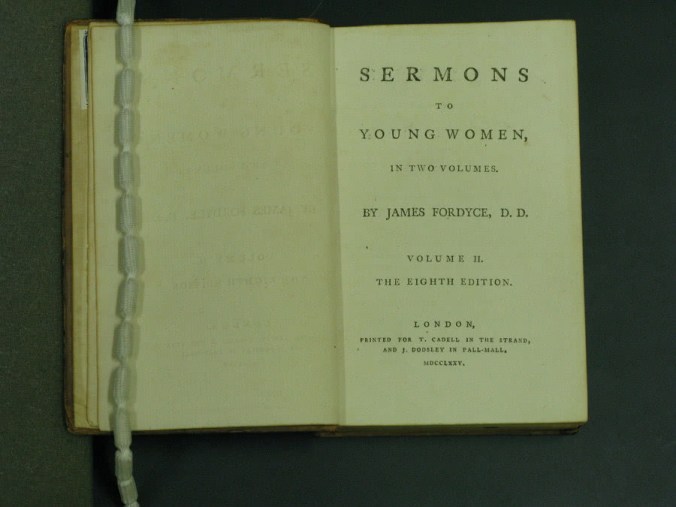 SERMONS
TO
YOUNG WOMEN,
IN TWO VOLUMES.
BY JAMES FORDYCE, D. D.
VOLUME II.
THE EIGHTH EDITION.
LONDON,
PRINTED FOR T. CADELL IN THE STRAND,
AND J. DODSLEY IN PALL-MALL,
MDCCLXXV.